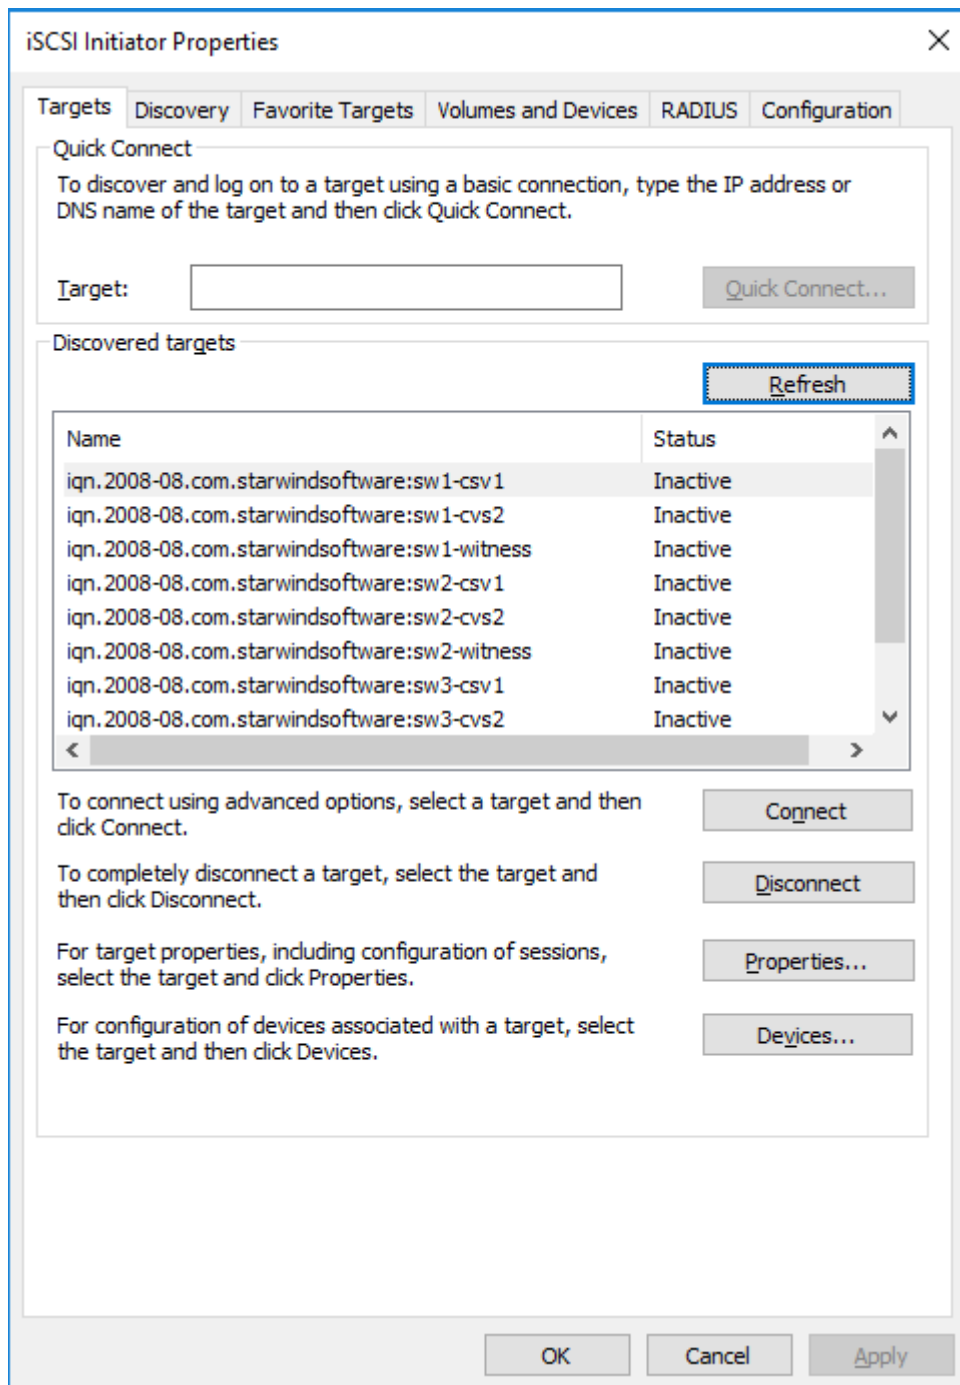 iSCSI Initiator Properties
Targets Discovery Favorite Targets Volumes and Devices RADIUS Configuration
Quick Connect
To discover and log on to a target using a basic connection, type the IP address or
DNS name of the target and then click Quick Connect.
Target: Quick Connect...
Discovered targets
Refresh
Name Status
iqn.2008-08.com.starwindsoftware:sw1-csv1 Inactive
iqn.2008-08.com.starwindsoftware:sw1-cvs2 Inactive
iqn.2008-08.com.starwindsoftware:sw1-witness Inactive
iqn.2008-08.com.starwindsoftware:sw2-csv1 Inactive
iqn.2008-08.com.starwindsoftware:sw2-cvs2 Inactive
iqn.2008-08.com.starwindsoftware:sw2-witness Inactive
iqn.2008-08.com.starwindsoftware:sw3-csv1 Inactive
iqn.2008-08.com.starwindsoftware:sw3-cvs2 Inactive
To connect using advanced options, select a target and then
click Connect.
Connect
To completely disconnect a target, select the target and
then click Disconnect.
Disconnect
For target properties, including configuration of sessions,
select the target and click Properties.
Properties...
For configuration of devices associated with a target, select
the target and then click Devices.
Devices...
OK Cancel Apply